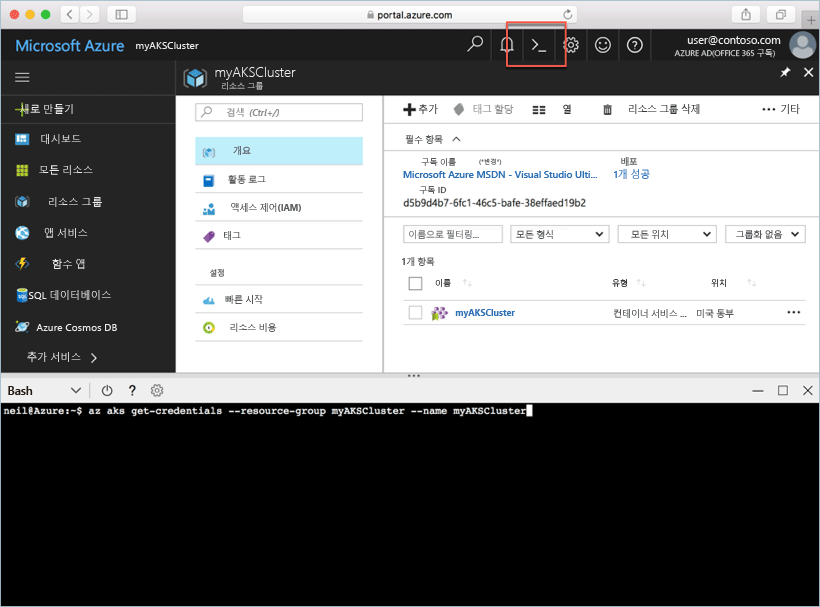 portal.azure.com
Microsoft Azure myAKSCluster
user@contoso.com
AZURE AD(OFFICE 365 구독)
새로 만들기
대시보드
모든 리소스
리소스 그룹
앱 서비스
함수 앱
SQL 데이터베이스
Azure Cosmos DB
추가 서비스
myAKSCluster
리소스 그룹
검색 (Ctrl+/)
개요
활동 로그
액세스 제어(IAM)
태그
설정
빠른 시작
리소스 비용
추가 태그 할당 열 리소스 그룹 삭제 ••• 기타
필수 항목
구독 이름 (*변경*) 배포
Microsoft Azure MSDN - Visual Studio Ulti... 1개 성공
구독 ID
d5b9d4b7-6fc1-46c5-bafe-38effaed19b2
이름으로 필터링... 모든 형식 모든 위치 그룹화 없음
1개 항목
이름 유형 위치
myAKSCluster 컨테이너 서비스 ... 미국 동부 •••
Bash
neil@Azure:~$ az aks get-credentials --resource-group myAKSCluster --name myAKSCluster